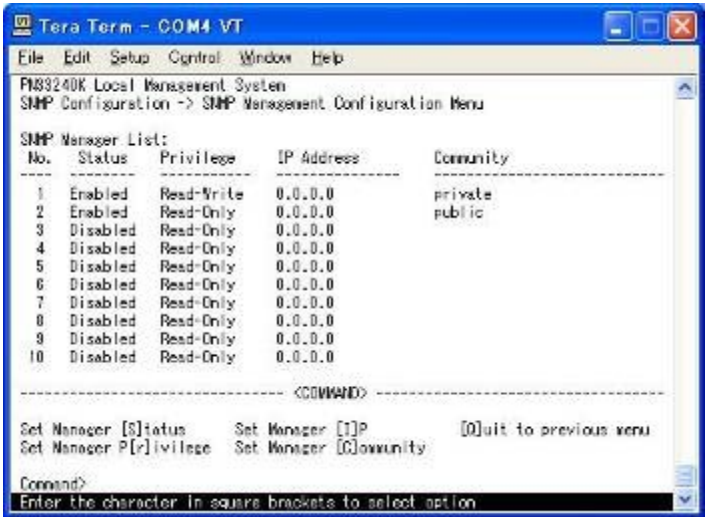 Tera Term - COM4 VT
File Edit Setup Control Window Help
PN33240K Local Management System
SNMP Configuration -> SNMP Management Configuration Menu
SNMP Manager List:
No. Status Privilege IP Address Community
1 Enabled Read-Write 0.0.0.0 private
2 Enabled Read-Only 0.0.0.0 public
3 Disabled Read-Only 0.0.0.0
4 Disabled Read-Only 0.0.0.0
5 Disabled Read-Only 0.0.0.0
6 Disabled Read-Only 0.0.0.0
7 Disabled Read-Only 0.0.0.0
8 Disabled Read-Only 0.0.0.0
9 Disabled Read-Only 0.0.0.0
10 Disabled Read-Only 0.0.0.0
------------------------------ <COMMAND> ---------------------------------
Set Manager [S]tatus Set Manager [I]P [Q]uit to previous menu
Set Manager P[r]ivilege Set Manager [C]ommunity
Command>
Enter the character in square brackets to select option